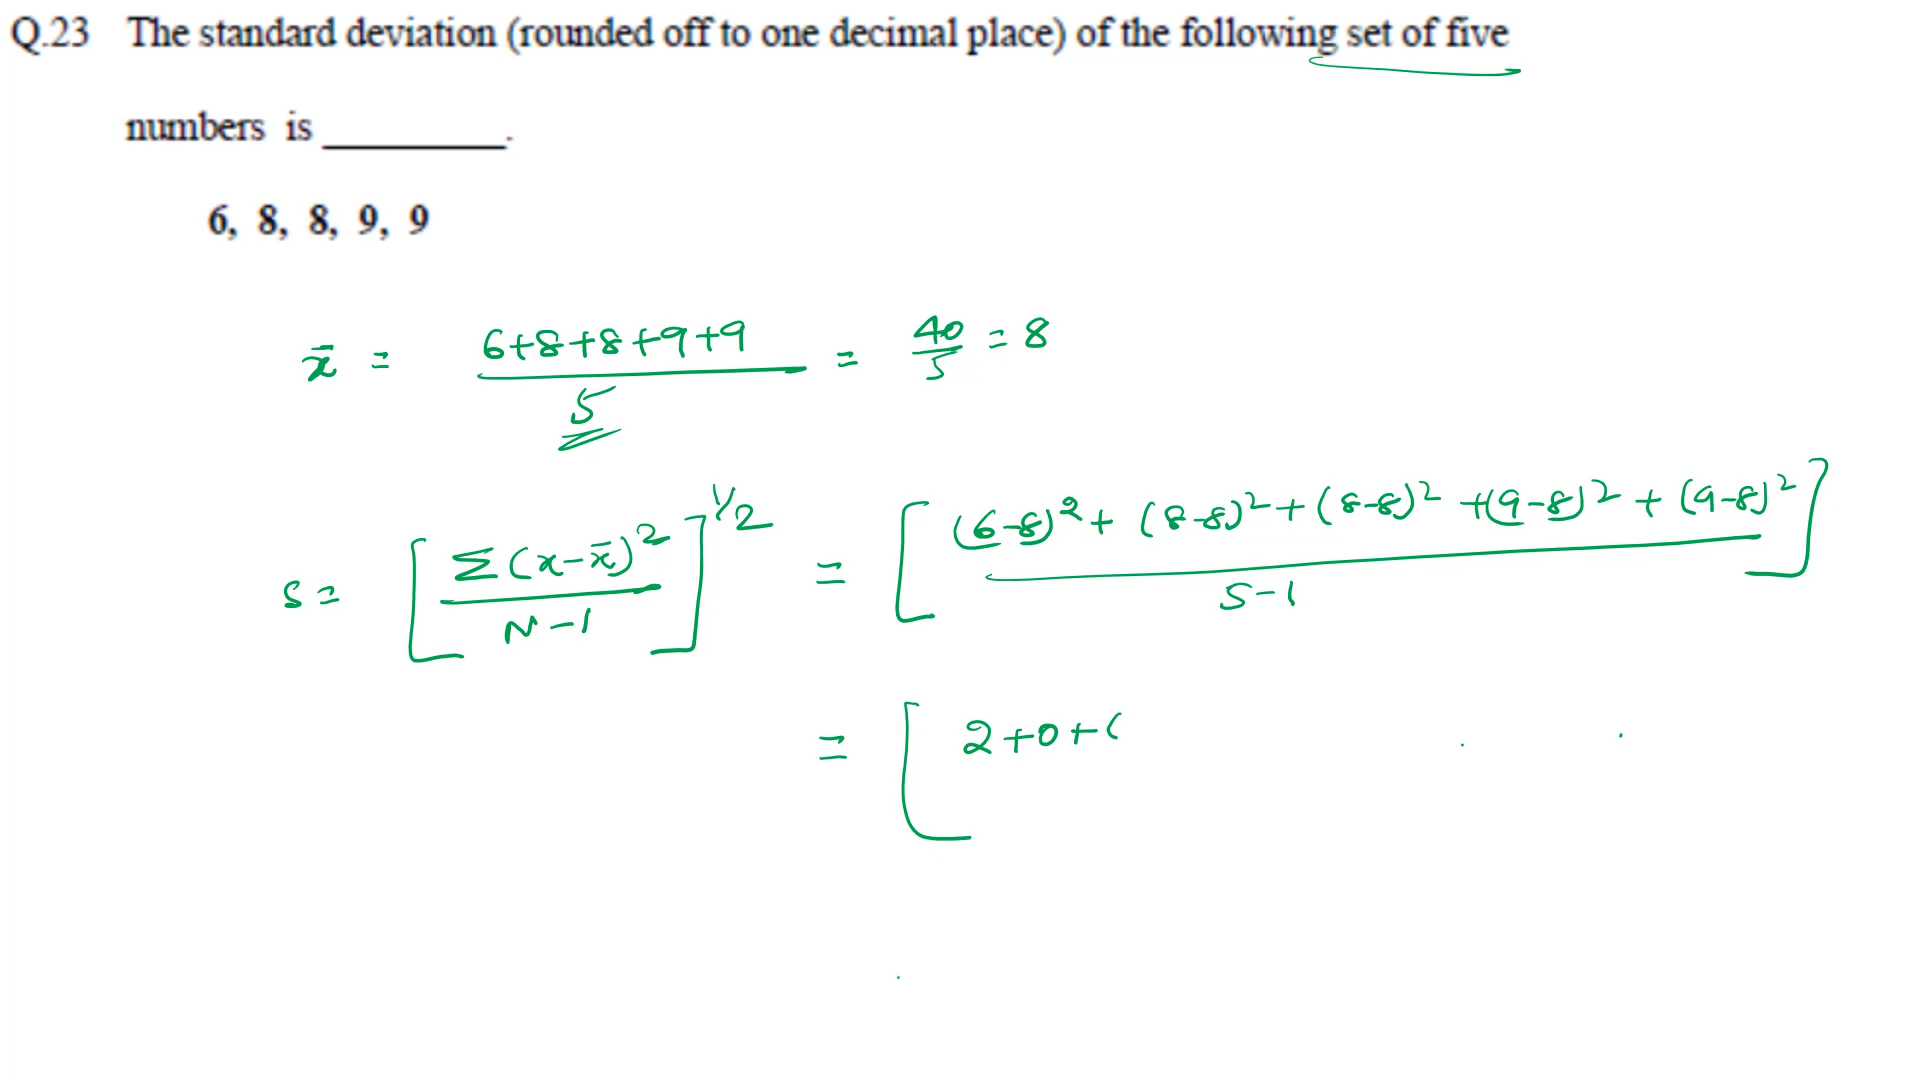 Q.23 The standard deviation (rounded off to one decimal place) of the following set of five
numbers is ________.
6, 8, 8, 9, 9
x̄ = (6+8+8+9+9)/5 = 40/5 = 8
s = [Σ(x-x̄)²/N-1]^1/2 = [(6-8)²+(8-8)²+(8-8)²+(9-8)²+(9-8)²/5-1]
= [2+0+(